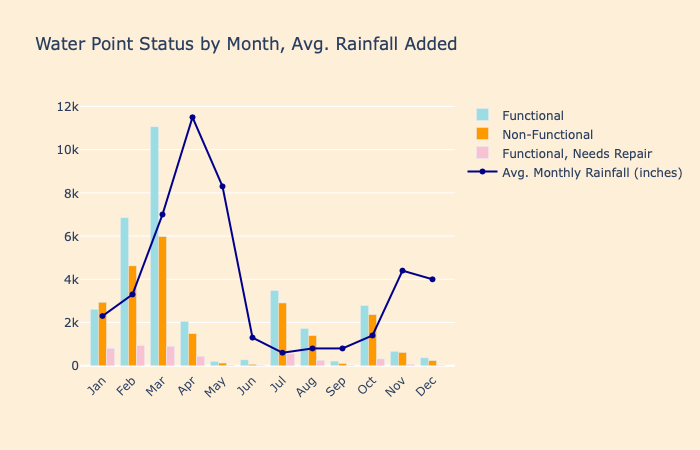 Water Point Status by Month, Avg. Rainfall Added
12k
10k
8k
6k
4k
2k
0
Jan
Feb
Mar
Apr
May
Jun
Jul
Aug
Sep
Oct
Nov
Dec
Functional
Non-Functional
Functional, Needs Repair
Avg. Monthly Rainfall (inches)